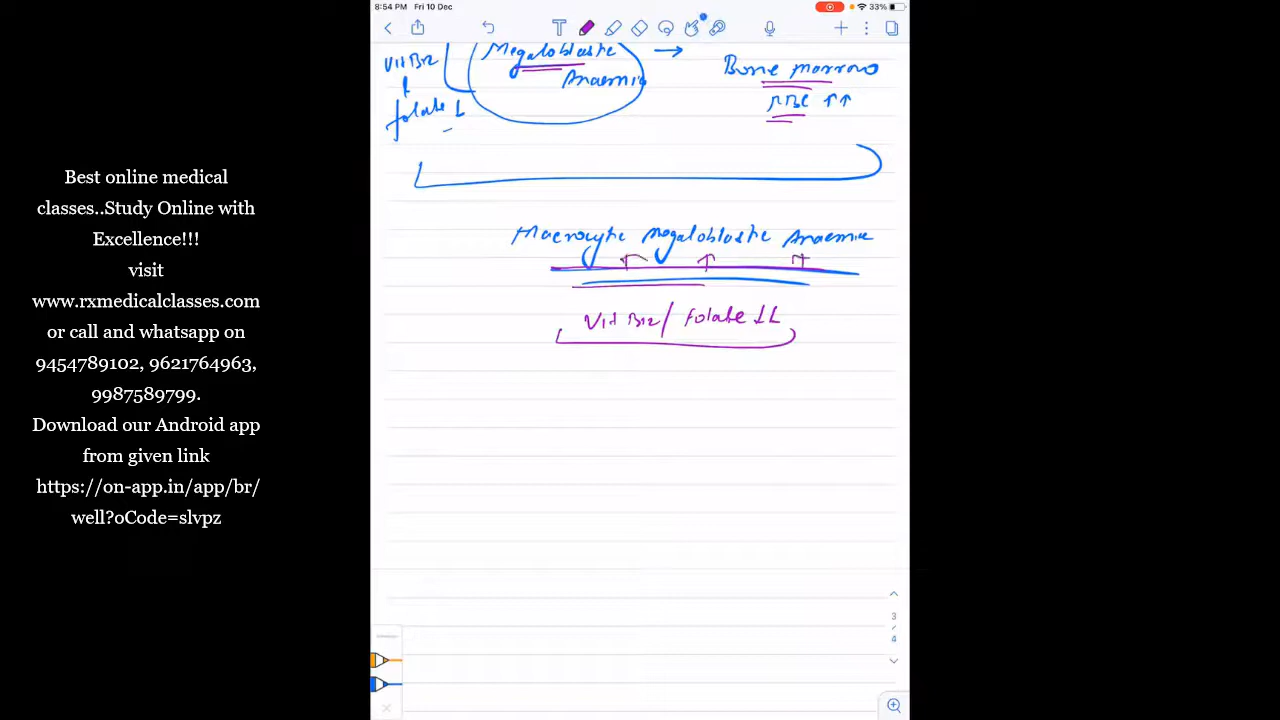 8:54 PM Fri 10 Dec
33%
Vit B12
folate ↓
Megaloblastic
Anaemia
→
Bone marrow
RBC ↑↑
Macrocytic Megaloblastic Anaemia
Vit B12/ Folate ↓↓
Best online medical
classes..Study Online with
Excellence!!!
visit
www.rxmedicalclasses.com
or call and whatsapp on
9454789102, 9621764963,
9987589799.
Download our Android app
from given link
https://on-app.in/app/br/
well?oCode=slvpz
3
4